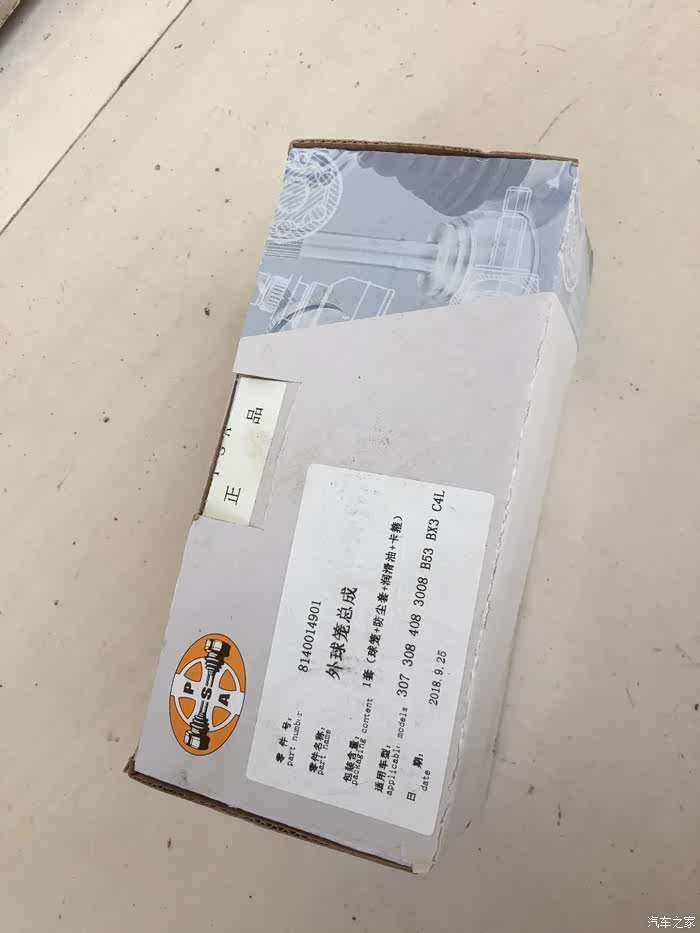 正 PSA 品
P S A
零 件 号: 8140014901
part number
零件名称: 外球笼总成
part name
包装含量: 1套（球笼+防尘套+润滑油+卡箍）
packaging content
适用车型: 307 308 408 3008 B53 BX3 C4L
applicabli models
日 期: 2018.9.25
date
汽车之家